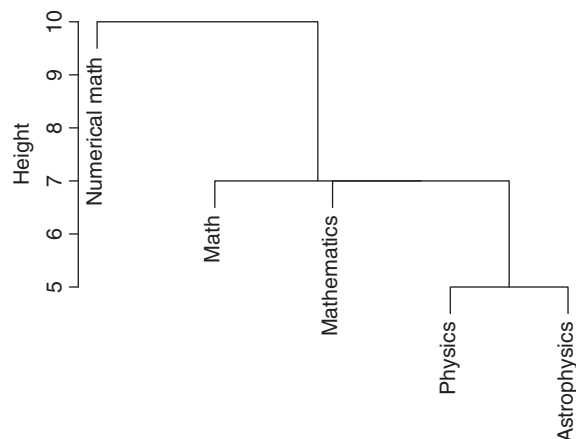 Height
10
9
8
7
6
5
Numerical math
Math
Mathematics
Physics
Astrophysics